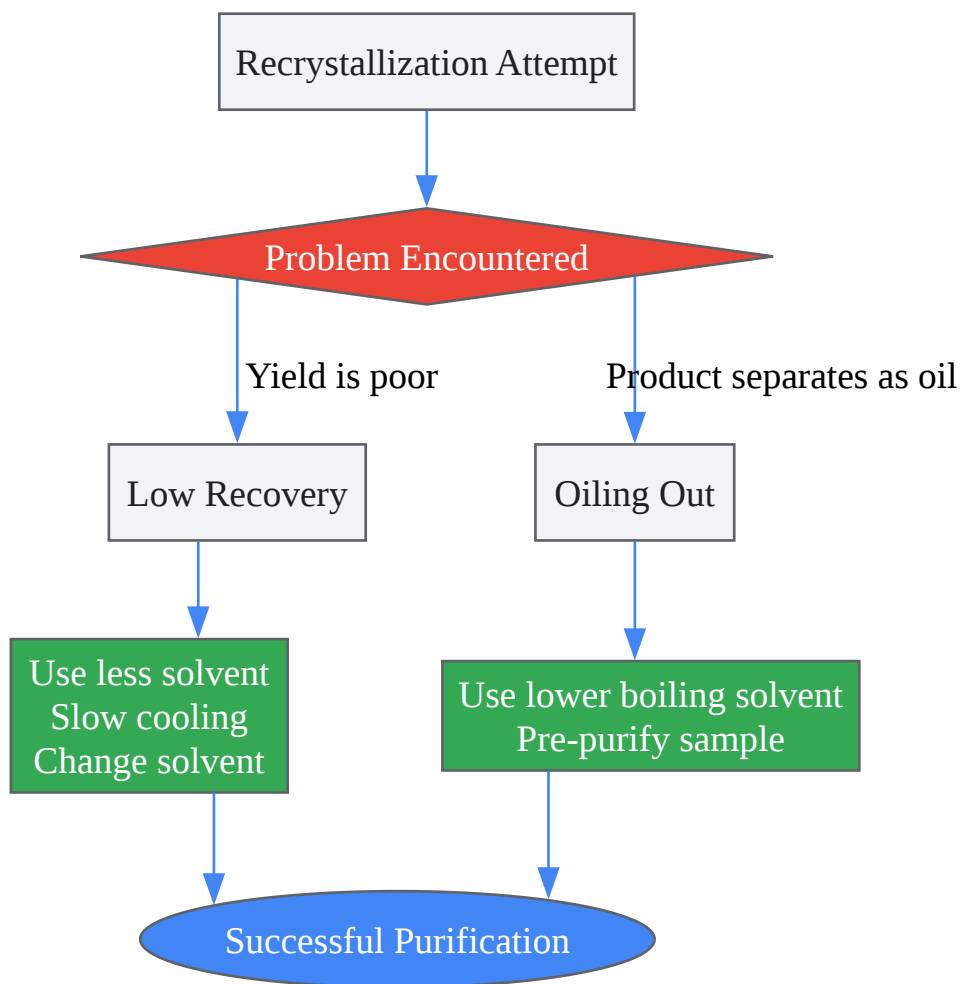 Recrystallization Attempt
Problem Encountered
Yield is poor
Product separates as oil
Low Recovery
Oiling Out
Use less solvent
Slow cooling
Change solvent
Use lower boiling solvent
Pre-purify sample
Successful Purification